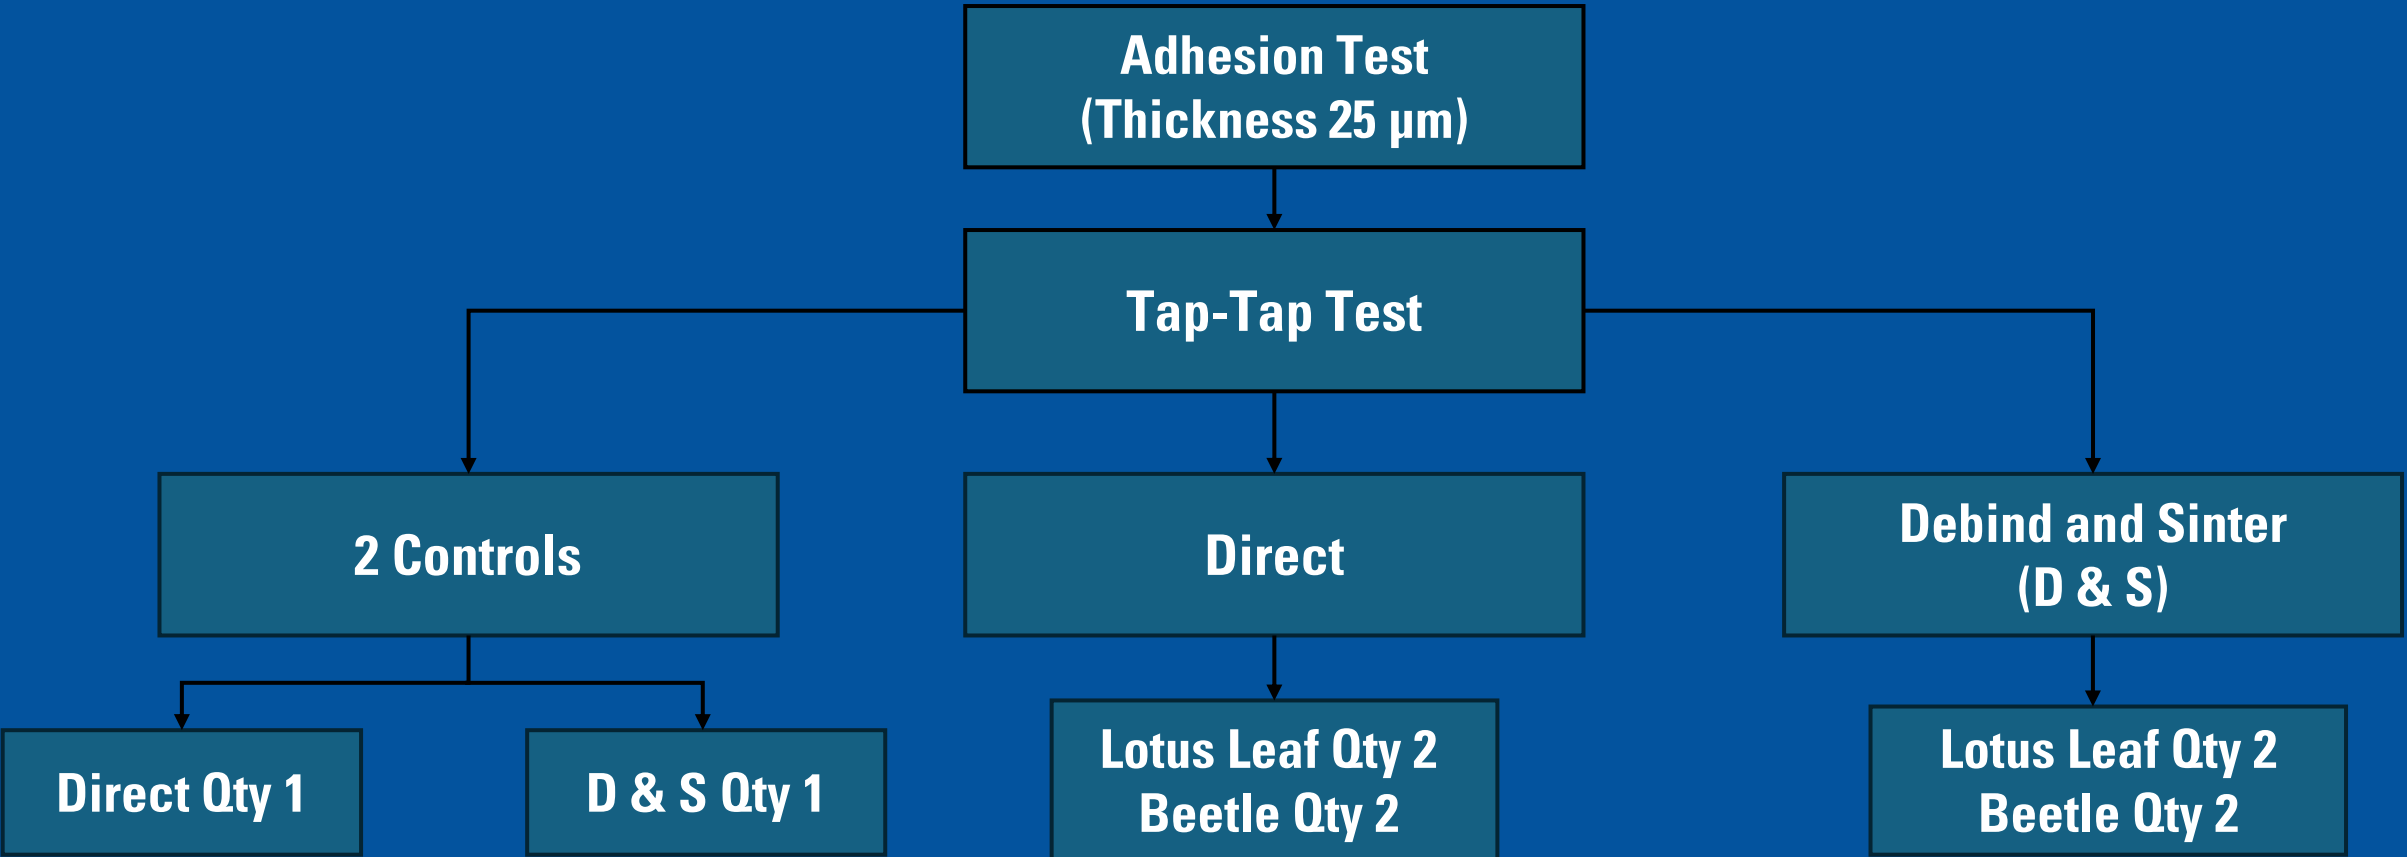 Adhesion Test
(Thickness 25 µm)
Tap-Tap Test
2 Controls
Direct
Debind and Sinter
(D & S)
Direct Qty 1
D & S Qty 1
Lotus Leaf Qty 2
Beetle Qty 2
Lotus Leaf Qty 2
Beetle Qty 2